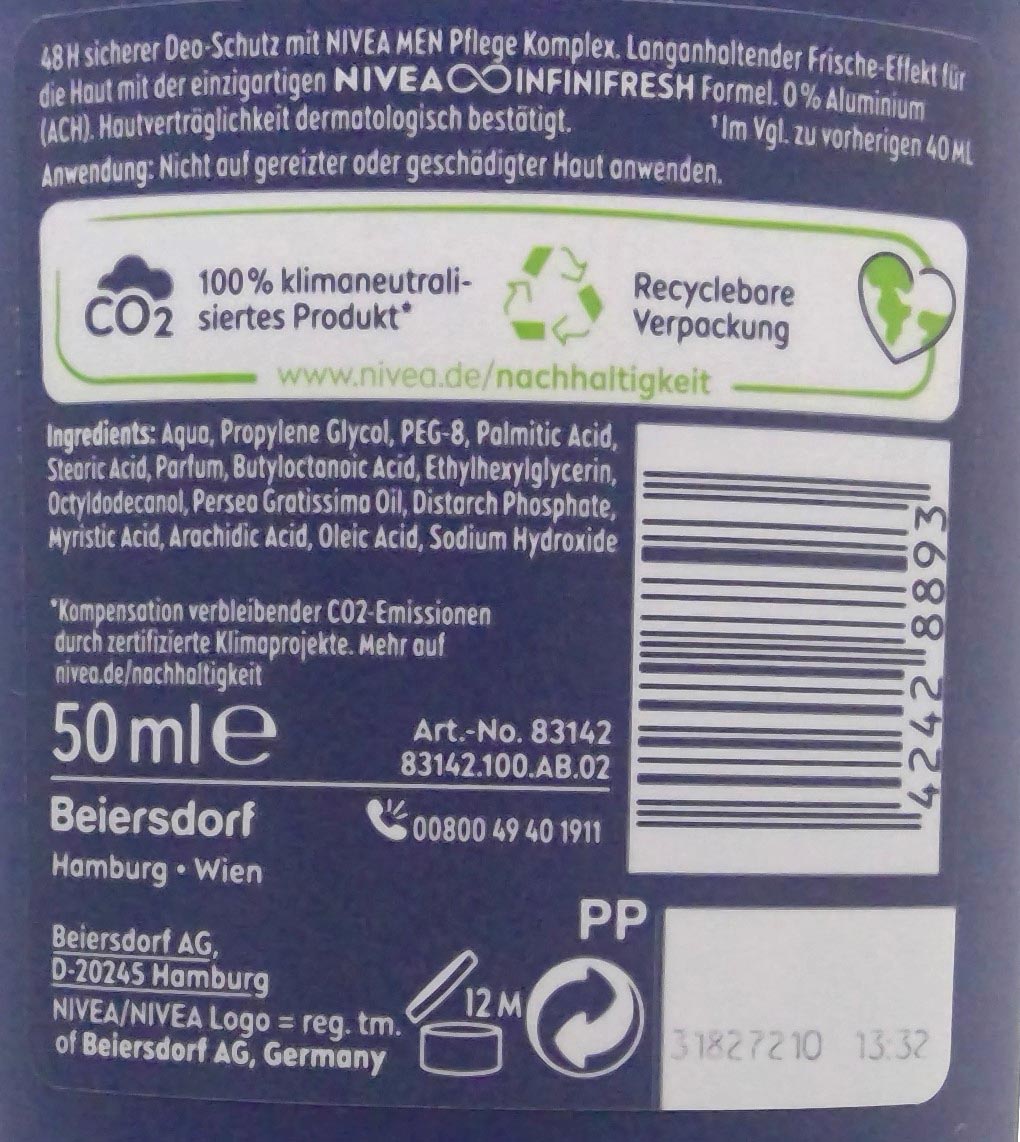 48H sicherer Deo-Schutz mit NIVEA MEN Pflege Komplex. Langanhaltender Frische-Effekt für
die Haut mit der einzigartigen NIVEA INFINIFRESH Formel. 0% Aluminium
(ACH). Hautverträglichkeit dermatologisch bestätigt. ¹Im Vgl. zu vorherigen 40ML
Anwendung: Nicht auf gereizter oder geschädigter Haut anwenden.
CO2
100% klimaneutrali-
siertes Produkt*
Recyclebare
Verpackung
www.nivea.de/nachhaltigkeit
Ingredients: Aqua, Propylene Glycol, PEG-8, Palmitic Acid,
Stearic Acid, Parfum, Butyloctanoic Acid, Ethylhexylglycerin,
Octyldodecanol, Persea Gratissima Oil, Distarch Phosphate,
Myristic Acid, Arachidic Acid, Oleic Acid, Sodium Hydroxide
*Kompensation verbleibender CO2-Emissionen
durch zertifizierte Klimaprojekte. Mehr auf
nivea.de/nachhaltigkeit
50 ml e
Art.-No. 83142
83142.100.AB.02
42428893
Beiersdorf
00800 49 40 1911
Hamburg • Wien
Beiersdorf AG,
D-20245 Hamburg
NIVEA/NIVEA Logo = reg. tm.
of Beiersdorf AG, Germany
12 M
PP
31827210 13:32